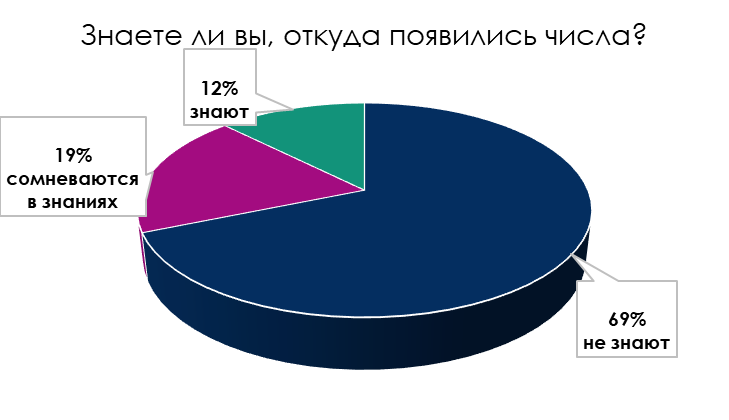 Знаете ли вы, откуда появились числа?
12%
знают
19%
сомневаются
в знаниях
69%
не знают